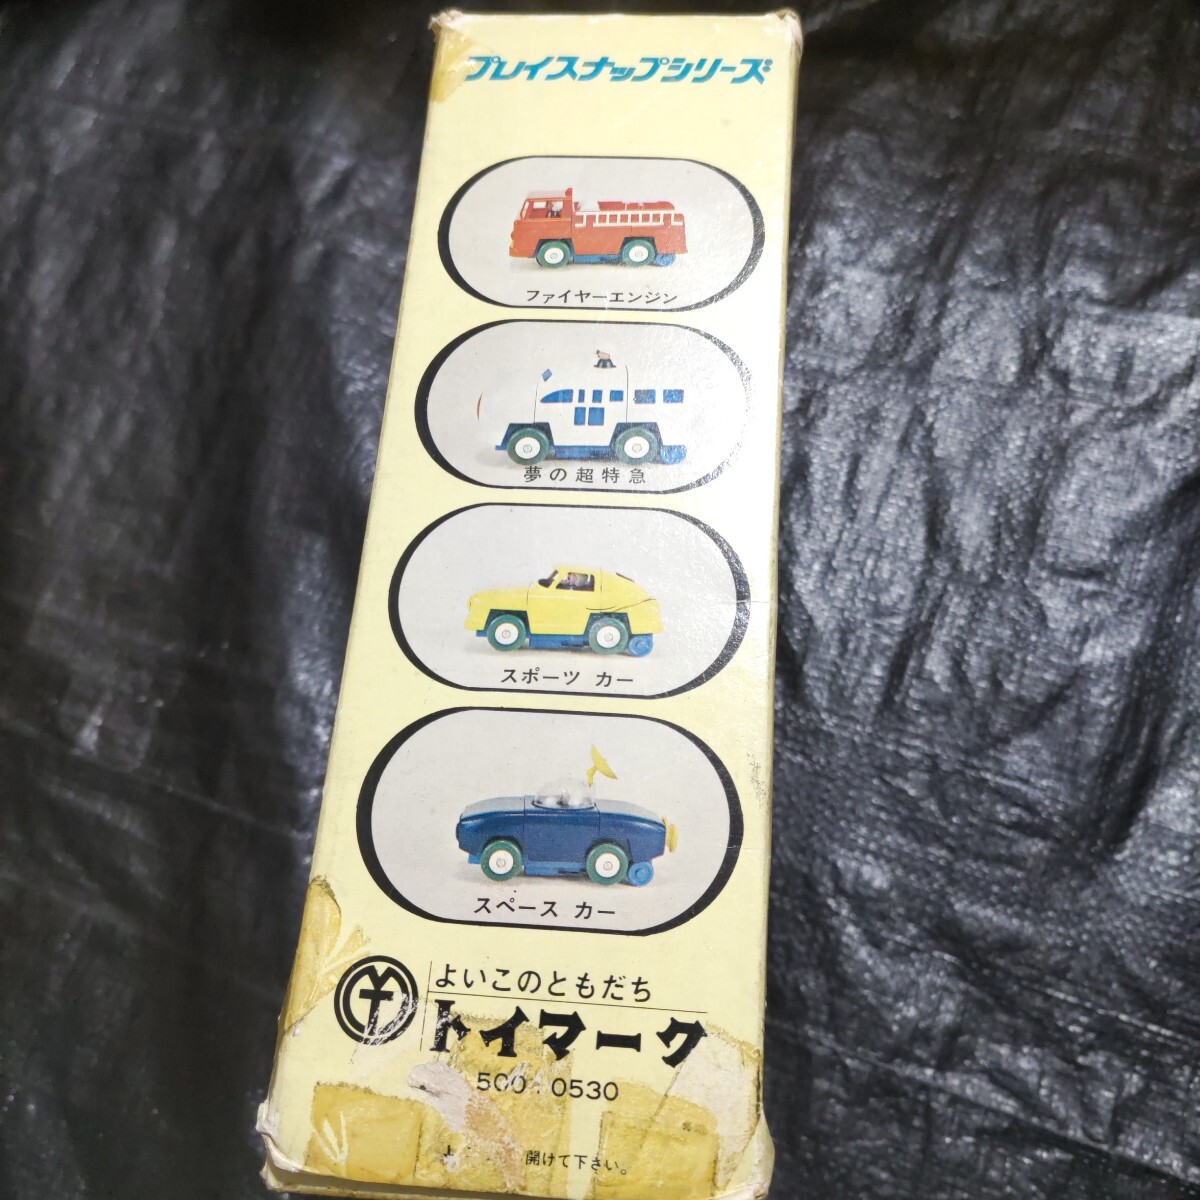 プレイスナップシリーズ
ファイヤーエンジン
夢の超特急
スポーツ カー
スペース カー
よいこのともだち
トイマーク
500-0530
開けて下さい。